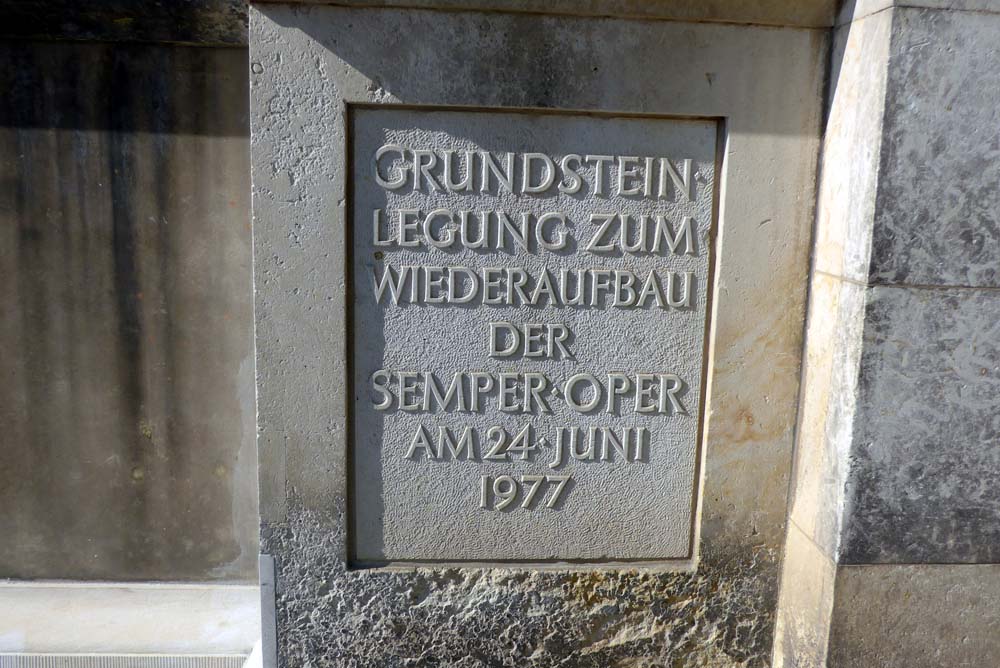 GRUNDSTEIN·
LEGUNG ZUM
WIEDERAUFBAU
DER
SEMPER·OPER
AM 24·JUNI
1977